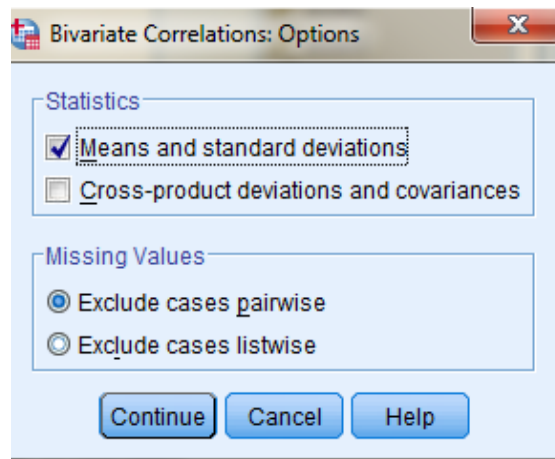 Bivariate Correlations: Options
Statistics
Means and standard deviations
Cross-product deviations and covariances
Missing Values
Exclude cases pairwise
Exclude cases listwise
Continue Cancel Help